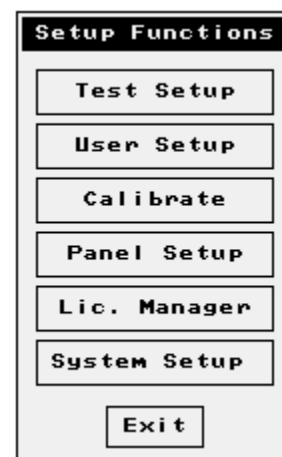 Setup Functions
Test Setup
User Setup
Calibrate
Panel Setup
Lic. Manager
System Setup
Exit